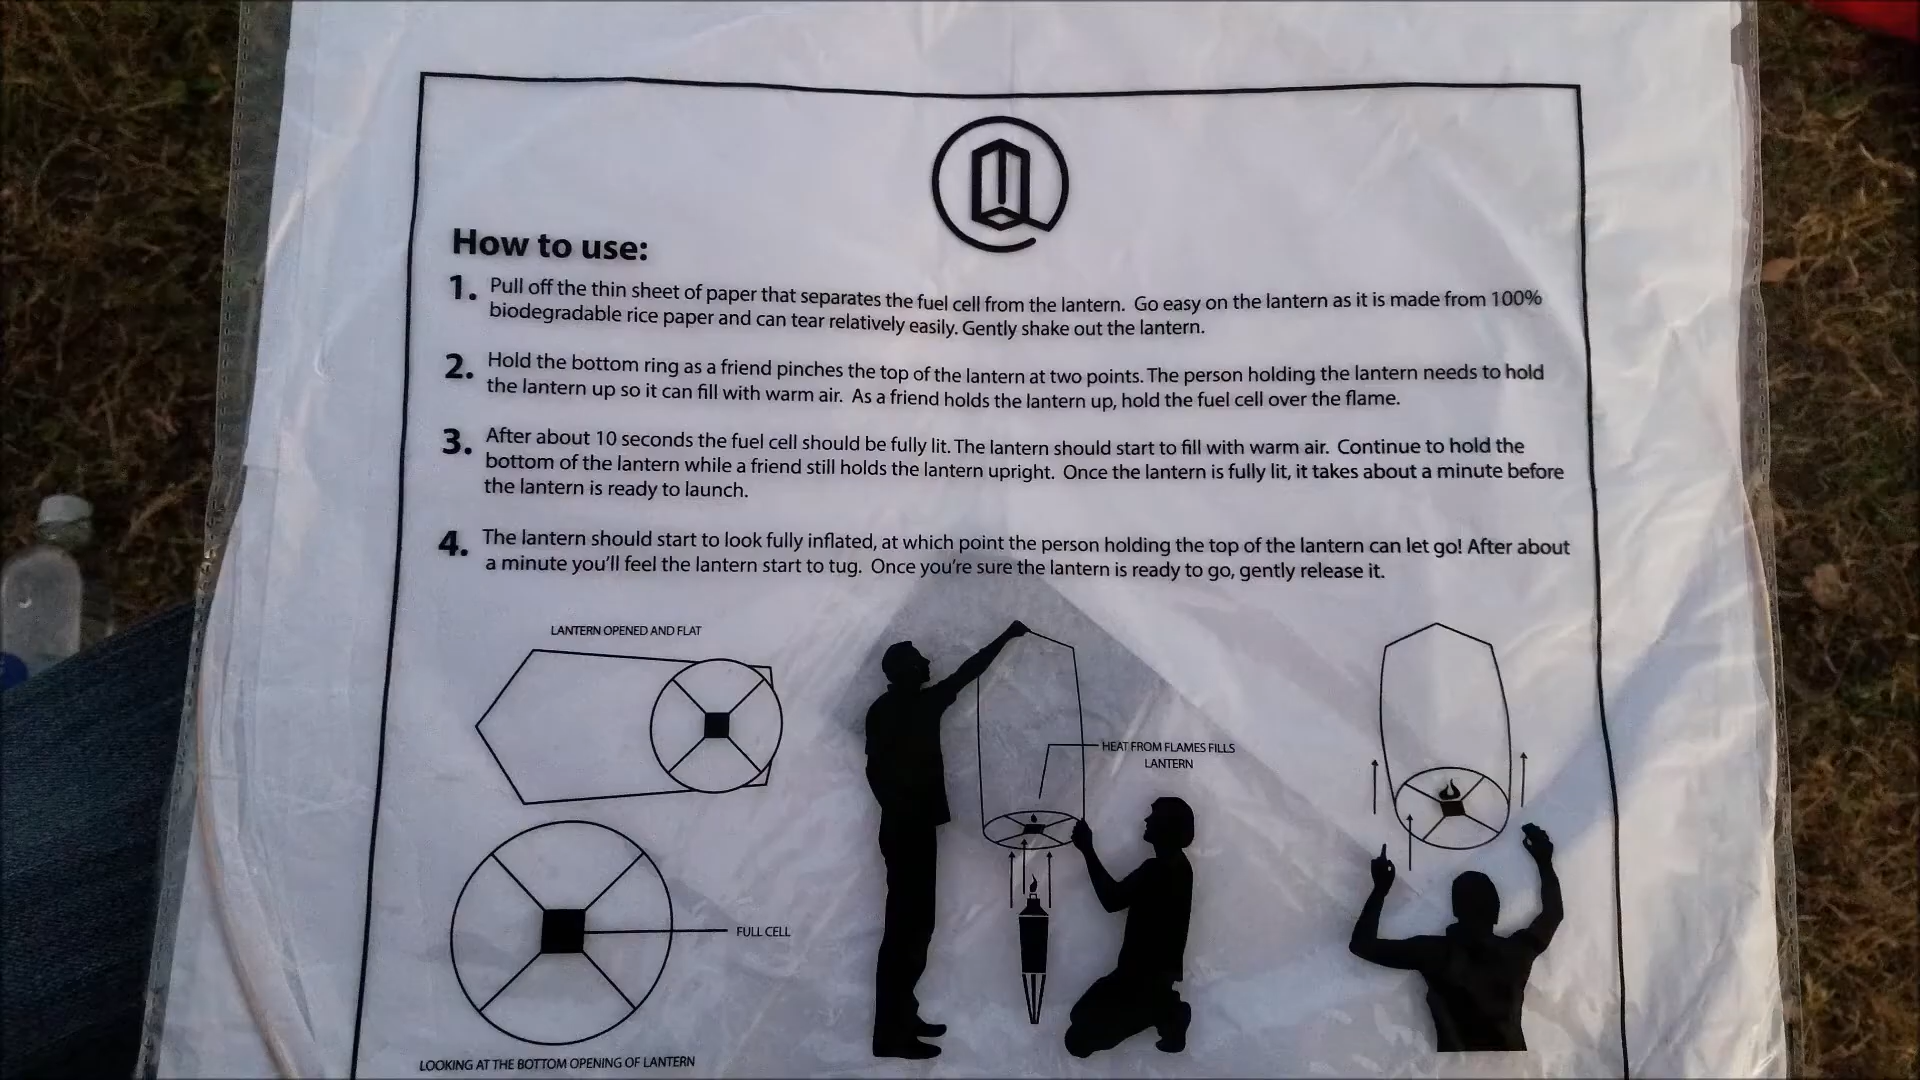 How to use:
1. Pull off the thin sheet of paper that separates the fuel cell from the lantern. Go easy on the lantern as it is made from 100%
biodegradable rice paper and can tear relatively easily. Gently shake out the lantern.
2. Hold the bottom ring as a friend pinches the top of the lantern at two points. The person holding the lantern needs to hold
the lantern up so it can fill with warm air. As a friend holds the lantern up, hold the fuel cell over the flame.
3. After about 10 seconds the fuel cell should be fully lit. The lantern should start to fill with warm air. Continue to hold the
bottom of the lantern while a friend still holds the lantern upright. Once the lantern is fully lit, it takes about a minute before
the lantern is ready to launch.
4. The lantern should start to look fully inflated, at which point the person holding the top of the lantern can let go! After about
a minute you'll feel the lantern start to tug. Once you're sure the lantern is ready to go, gently release it.
LANTERN OPENED AND FLAT
HEAT FROM FLAMES FILLS
LANTERN
FULL CELL
LOOKING AT THE BOTTOM OPENING OF LANTERN